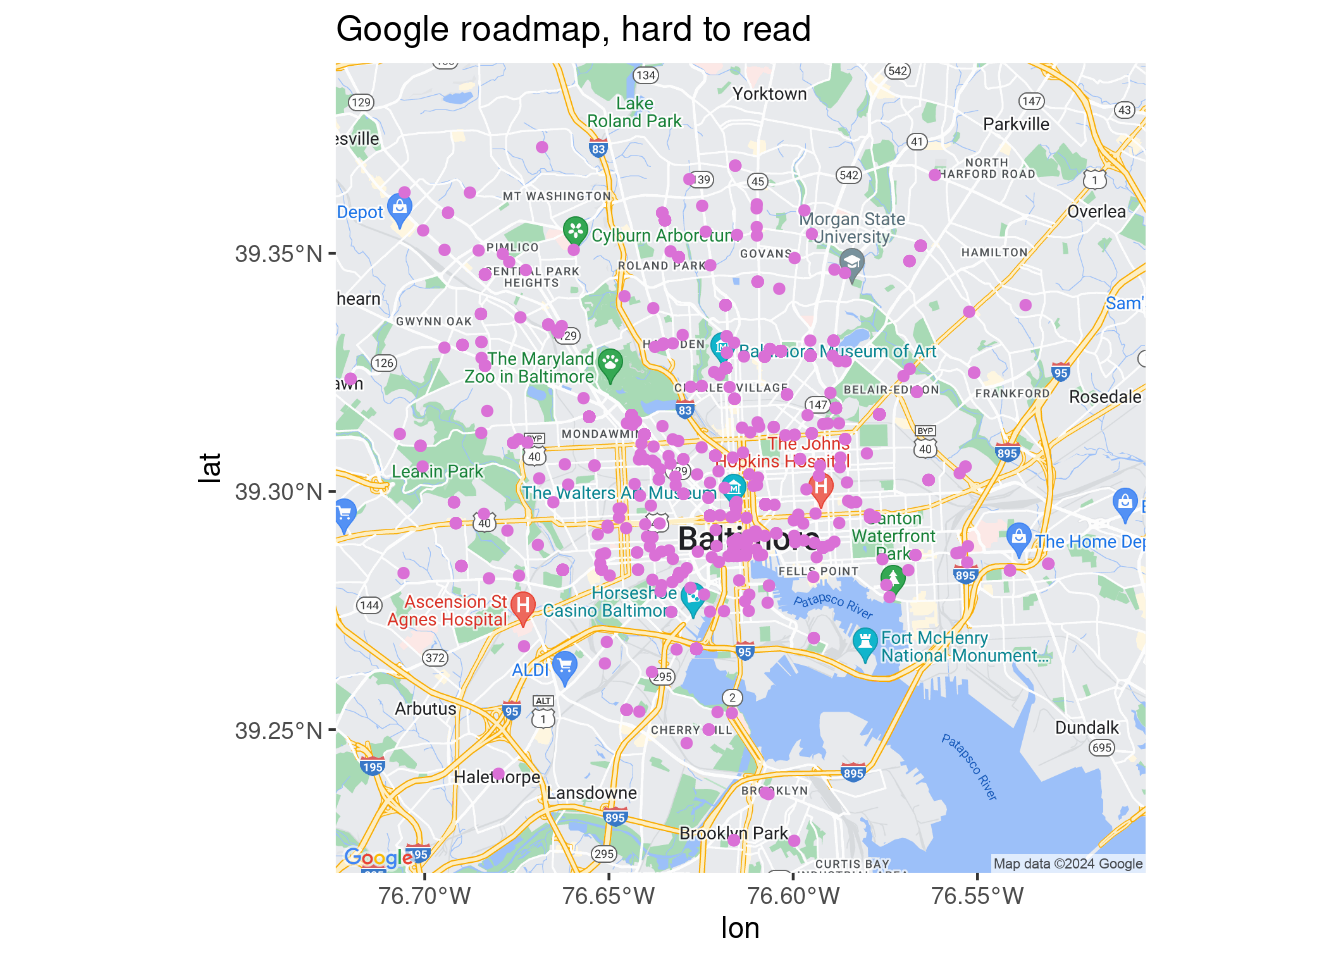 Google roadmap, hard to read
134
542
Yorktown
129
Lake
Roland Park
147
43
Parkville
esville
83
41
NORTH
HARFORD ROAD
139
45
542
1
MT WASHINGTON
Depot
Overlea
Morgan State
University
Cylburn Arboretum
PIMLICO
39.35°N
GOVANS
HAMILTON
ROLAND PARK
CENTRAL PARK
HEIGHTS
hearn
Sam'
GWYNN OAK
129
Baltimore Museum of Art
The Maryland
Zoo in Baltimore
126
95
awn
CHARLES VILLAGE
BELAIR-EDISON
FRANKFORD
Rosedale
83
147
MONDAWMIN
BYP
40
BYP
40
The Johns
Hopkins Hospital
895
lat
Leakin Park
39.30°N
The Walters Art Museum
40
Baltimore
Canton
Waterfront
Park
The Home Dep
FELLS POINT
895
144
Ascension St
Agnes Hospital
Horseshoe
Casino Baltimore
Patapsco River
Fort McHenry
National Monument...
372
95
ALDI
295
2
Arbutus
95
ALT
1
39.25°N
CHERRY HILL
Dundalk
695
Patapsco River
195
Halethorpe
895
Lansdowne
BROOKLYN
895
Brooklyn Park
295
Google
195
CURTIS BAY
Map data ©2024 Google
76.70°W
76.65°W
76.60°W
76.55°W
lon